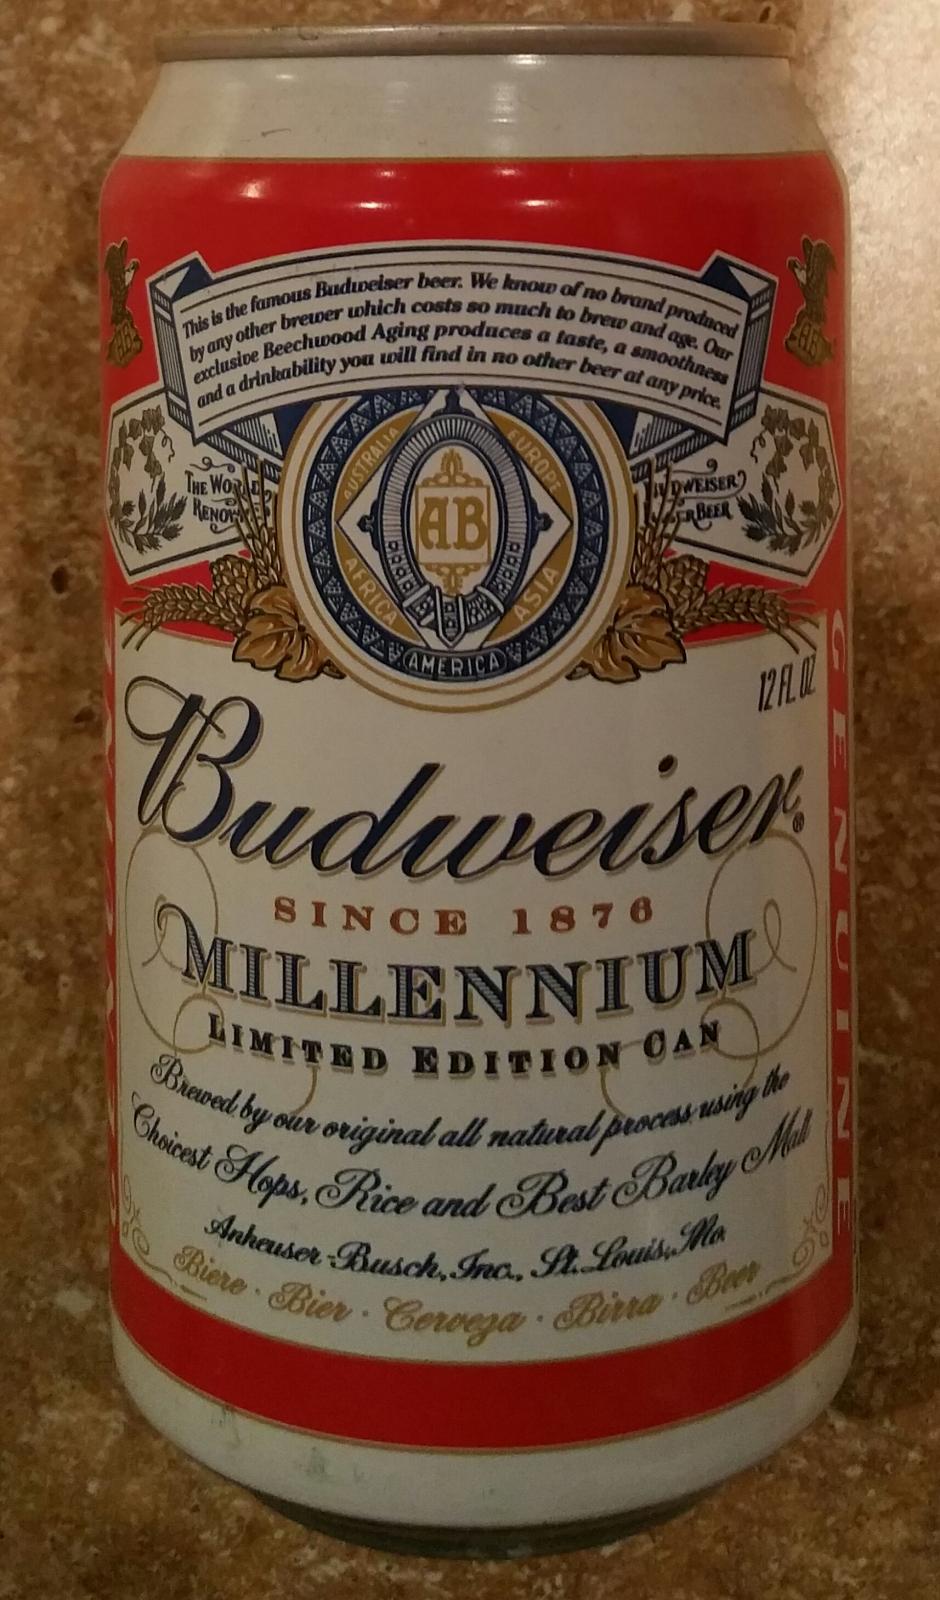 This is the famous Budweiser beer. We know of no brand produced
by any other brewer which costs so much to brew and age. Our
exclusive Beechwood Aging produces a taste, a smoothness
and a drinkability you will find in no other beer at any price.
THE
AUSTRALIA
EUROPE
AB
AB
AB
AFRICA
ASIA
AMERICA
12 FL OZ
Budweiser®
SINCE 1876
MILLENNIUM
LIMITED EDITION CAN
Brewed by our original all natural process using the
Choicest Hops, Rice and Best Barley Malt
Anheuser-Busch, Inc., St. Louis, Mo.
Biere · Bier · Cerveza · Birra · Beer
GENUINE